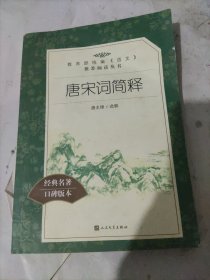 教育部统编《语文》
推荐阅读丛书
唐宋词简释
唐圭璋/选释
经典名著
口碑版本
人民文学出版社